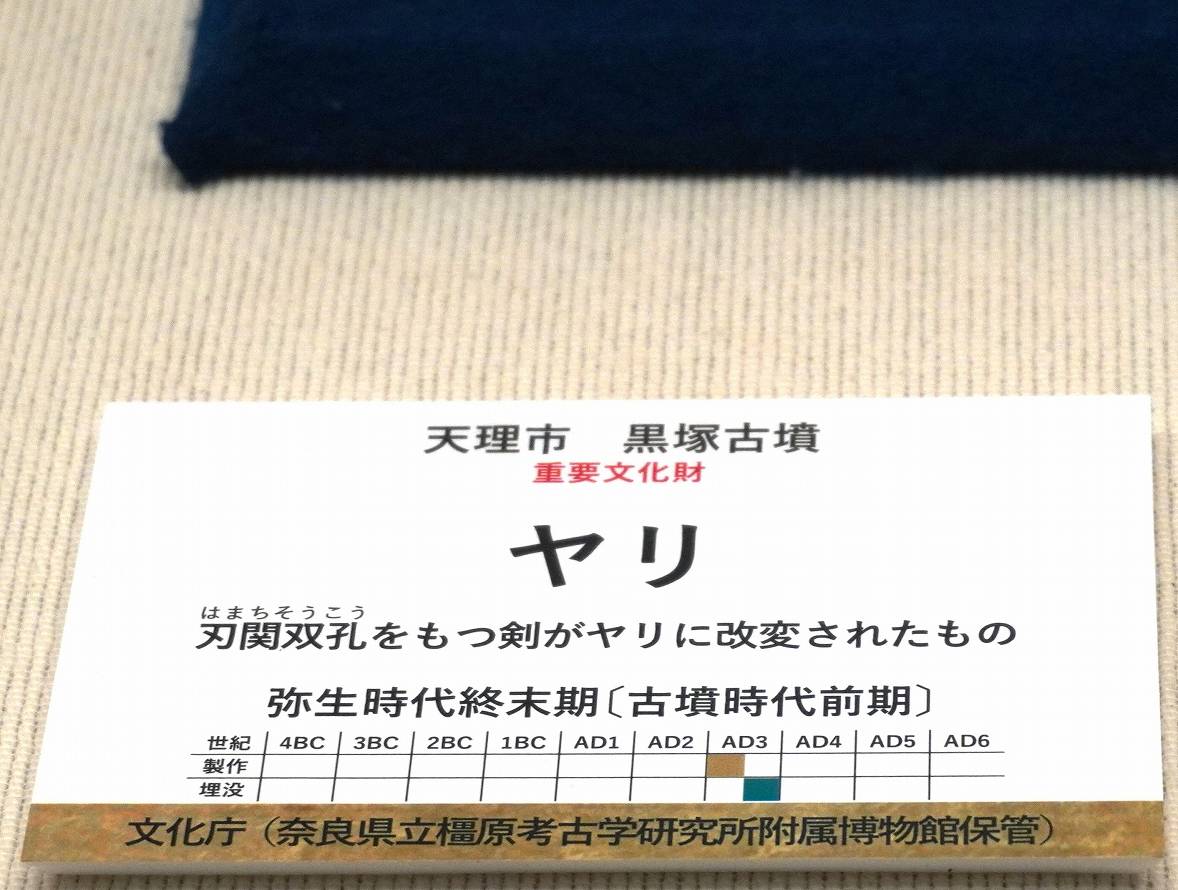 天理市　黒塚古墳
重要文化財
ヤリ
はまちそうこう
刃関双孔をもつ剣がヤリに改変されたもの
弥生時代終末期〔古墳時代前期〕
世紀 4BC 3BC 2BC 1BC AD1 AD2 AD3 AD4 AD5 AD6
製作
埋没
文化庁（奈良県立橿原考古学研究所附属博物館保管）